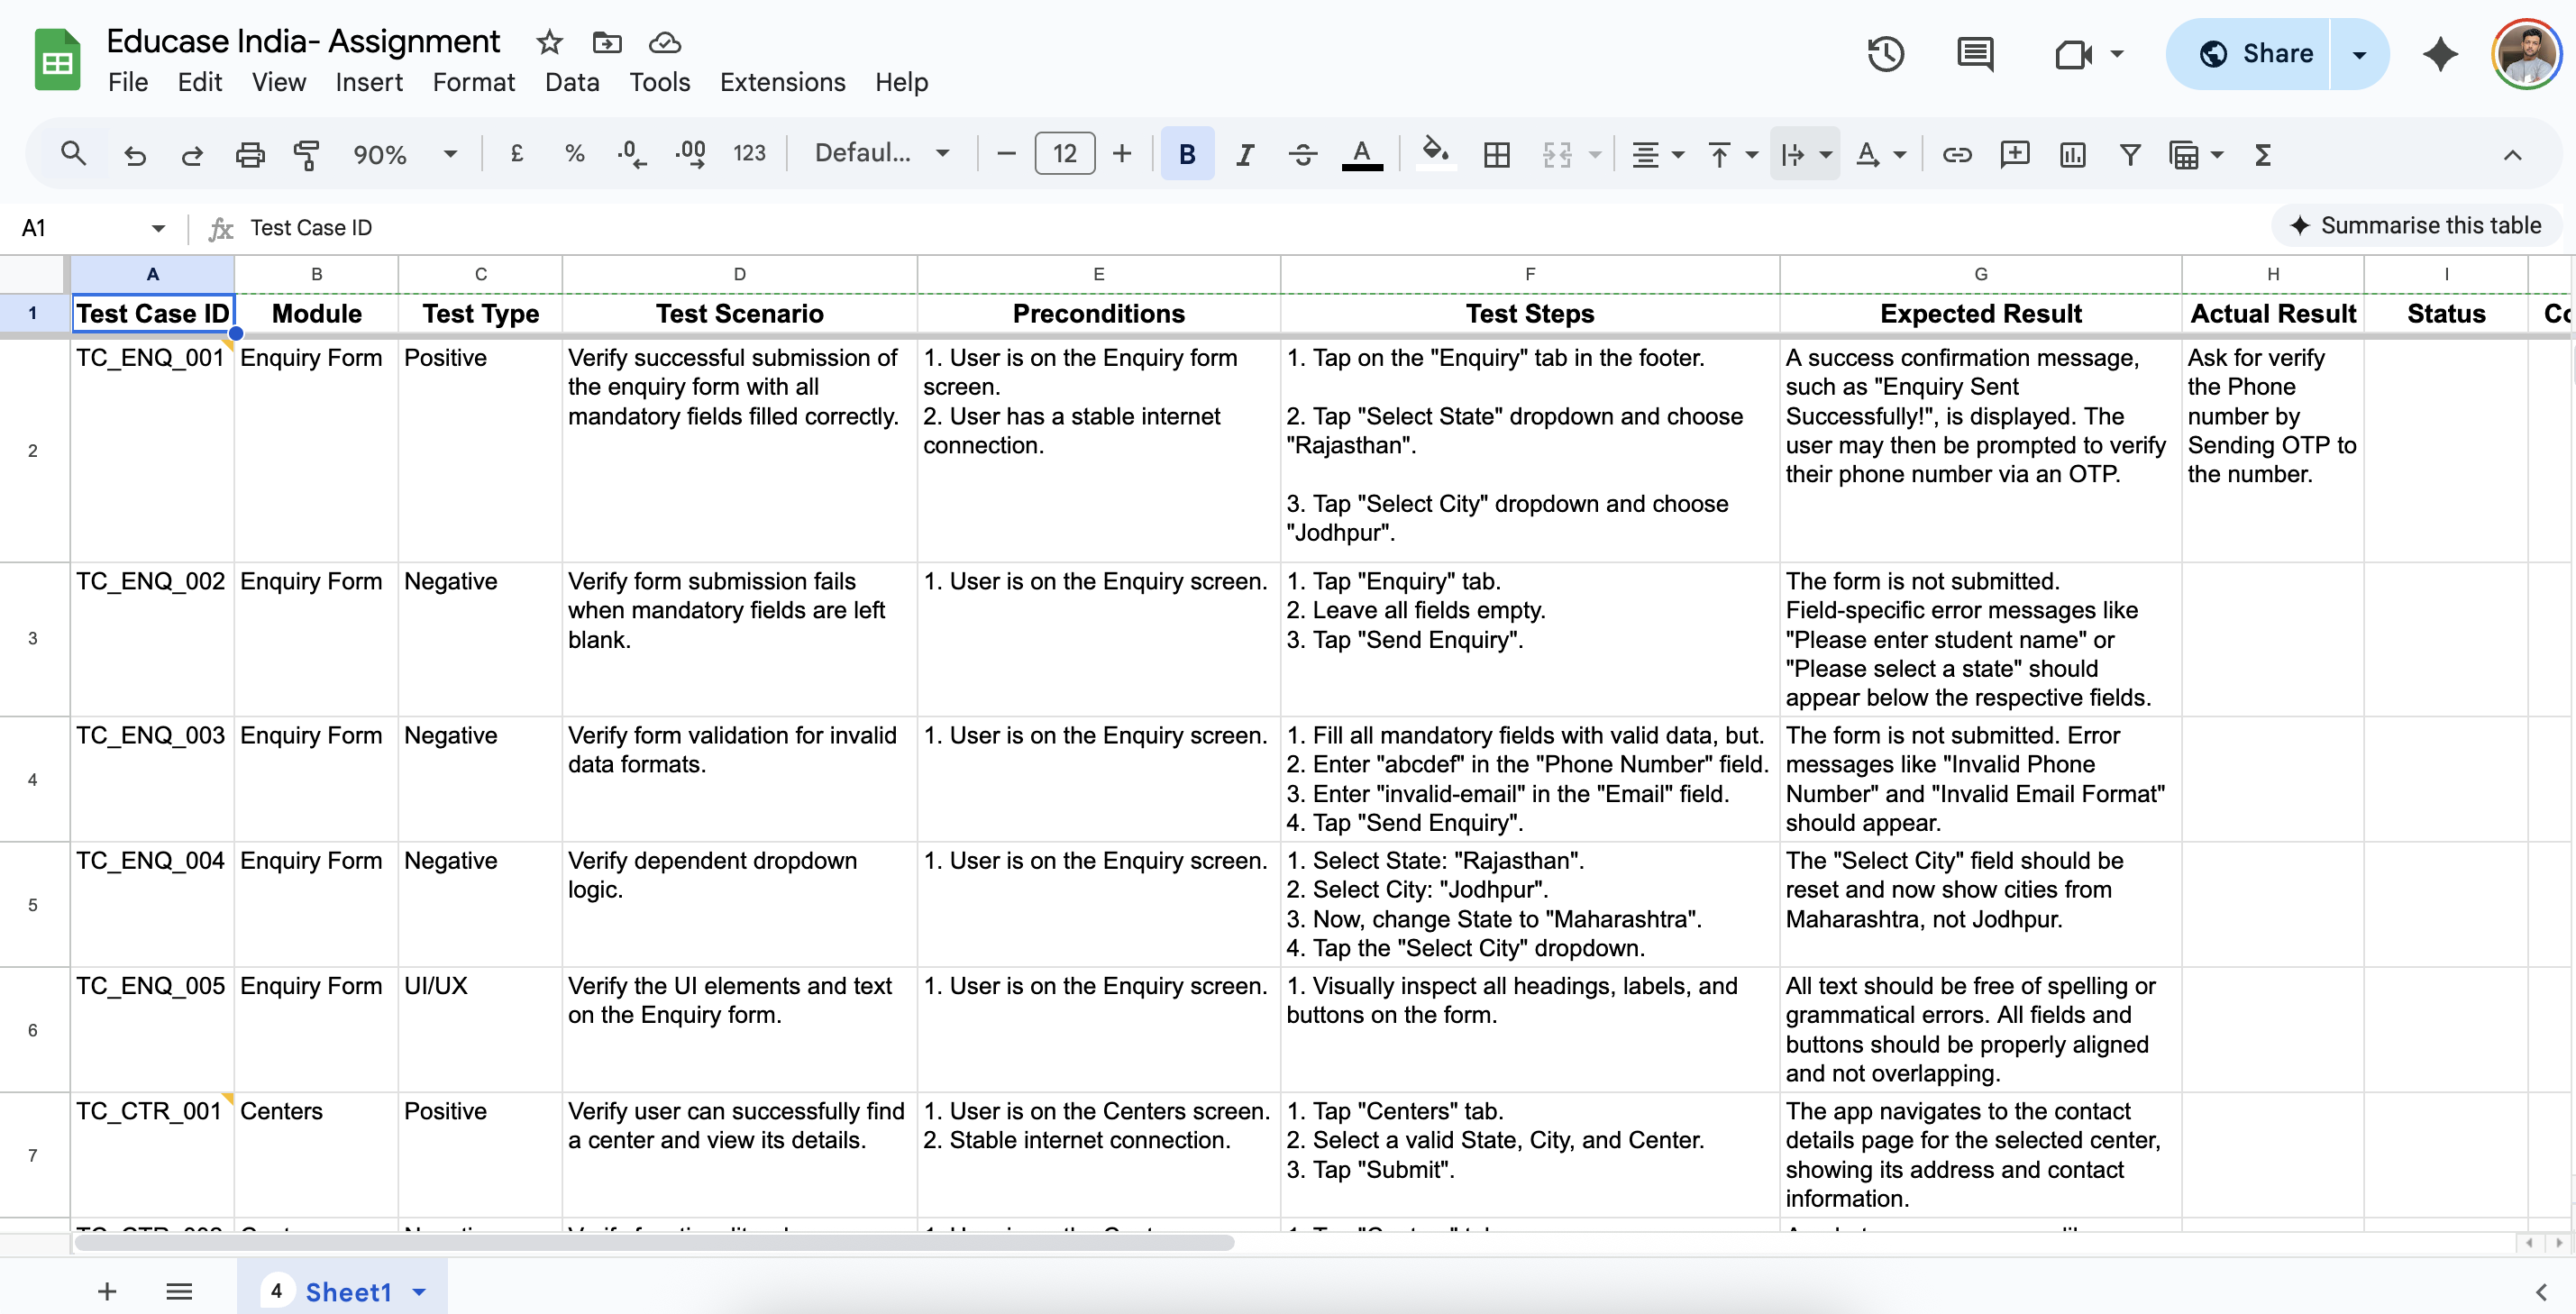 Educase India- Assignment
File Edit View Insert Format Data Tools Extensions Help
Share
90% £ % .0 .00 123 Defaul... 12 B I A A Σ
A1 fx Test Case ID
Summarise this table
A B C D E F G H I
1 Test Case ID Module Test Type Test Scenario Preconditions Test Steps Expected Result Actual Result Status
2
TC_ENQ_001
Enquiry Form
Positive
Verify successful submission of
the enquiry form with all
mandatory fields filled correctly.
1. User is on the Enquiry form
screen.
2. User has a stable internet
connection.
1. Tap on the "Enquiry" tab in the footer.
2. Tap "Select State" dropdown and choose
"Rajasthan".
3. Tap "Select City" dropdown and choose
"Jodhpur".
A success confirmation message,
such as "Enquiry Sent
Successfully!", is displayed. The
user may then be prompted to verify
their phone number via an OTP.
Ask for verify
the Phone
number by
Sending OTP to
the number.
3
TC_ENQ_002
Enquiry Form
Negative
Verify form submission fails
when mandatory fields are left
blank.
1. User is on the Enquiry screen.
1. Tap "Enquiry" tab.
2. Leave all fields empty.
3. Tap "Send Enquiry".
The form is not submitted.
Field-specific error messages like
"Please enter student name" or
"Please select a state" should
appear below the respective fields.
4
TC_ENQ_003
Enquiry Form
Negative
Verify form validation for invalid
data formats.
1. User is on the Enquiry screen.
1. Fill all mandatory fields with valid data, but.
2. Enter "abcdef" in the "Phone Number" field.
3. Enter "invalid-email" in the "Email" field.
4. Tap "Send Enquiry".
The form is not submitted. Error
messages like "Invalid Phone
Number" and "Invalid Email Format"
should appear.
5
TC_ENQ_004
Enquiry Form
Negative
Verify dependent dropdown
logic.
1. User is on the Enquiry screen.
1. Select State: "Rajasthan".
2. Select City: "Jodhpur".
3. Now, change State to "Maharashtra".
4. Tap the "Select City" dropdown.
The "Select City" field should be
reset and now show cities from
Maharashtra, not Jodhpur.
6
TC_ENQ_005
Enquiry Form
UI/UX
Verify the UI elements and text
on the Enquiry form.
1. User is on the Enquiry screen.
1. Visually inspect all headings, labels, and
buttons on the form.
All text should be free of spelling or
grammatical errors. All fields and
buttons should be properly aligned
and not overlapping.
7
TC_CTR_001
Centers
Positive
Verify user can successfully find
a center and view its details.
1. User is on the Centers screen.
2. Stable internet connection.
1. Tap "Centers" tab.
2. Select a valid State, City, and Center.
3. Tap "Submit".
The app navigates to the contact
details page for the selected center,
showing its address and contact
information.
4 Sheet1